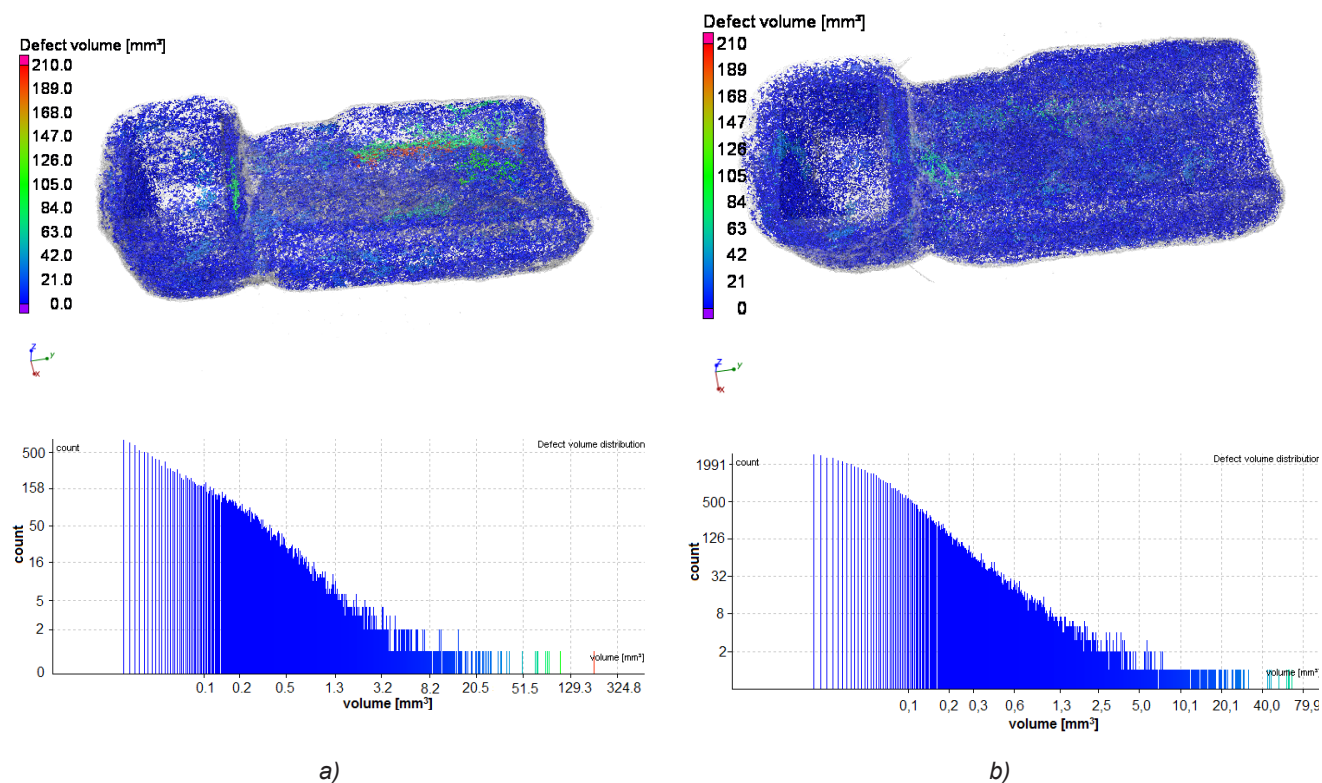 Defect volume [mm³]
210.0
189.0
168.0
147.0
126.0
105.0
84.0
63.0
42.0
21.0
0.0
z
y
x
Defect volume [mm³]
210
189
168
147
126
105
84
63
42
21
0
z
y
x
count
Defect volume distribution
500
158
50
16
5
2
0
count
volume [mm³]
0.1 0.2 0.5 1.3 3.2 8.2 20.5 51.5 129.3 324.8
volume [mm³]
count
Defect volume distribution
1991
500
126
32
8
2
count
volume [mm³]
0,1 0,2 0,3 0,6 1,3 2,5 5,0 10,1 20,1 40,0 79,9
volume [mm³]
a)
b)